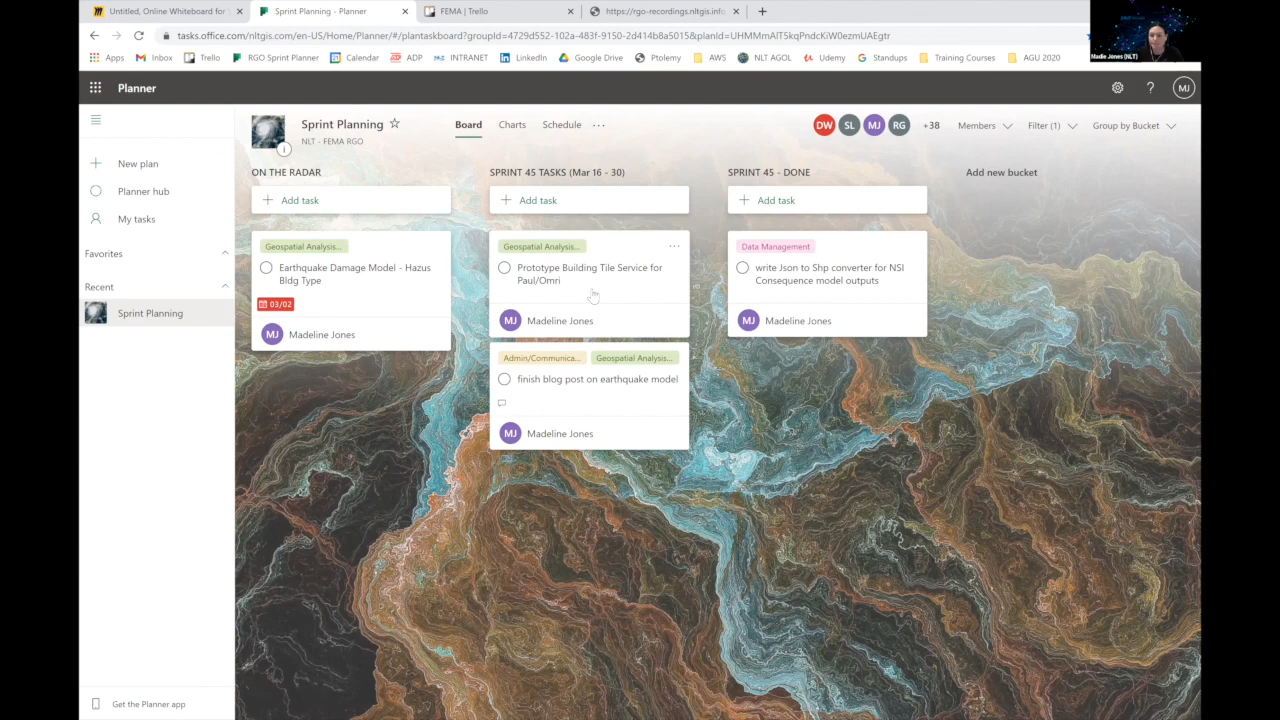 Untitled, Online Whiteboard for
Sprint Planning - Planner
FEMA | Trello
https://rgo-recordings.nltgis.info
tasks.office.com/nltgis.com/en-US/Home/Planner/#/plantaskboard?groupId=4729d552-102a-483f-9150-2d414b8a5015&planId=UHMMmAlT5kqPndcKiW0ezmUAEgtr
Apps
Inbox
Trello
RGO Sprint Planner
Calendar
ADP
INTRANET
LinkedIn
Google Drive
Ptolemy
AWS
NLT AGOL
Udemy
Standups
Training Courses
AGU 2020
Madie Jones (NLT)
Planner
MJ
New plan
Planner hub
My tasks
Favorites
Recent
Sprint Planning
Get the Planner app
Sprint Planning
NLT - FEMA RGO
Board
Charts
Schedule
DW SL MJ RG +38
Members
Filter (1)
Group by Bucket
ON THE RADAR
Add task
Geospatial Analysis...
Earthquake Damage Model - Hazus
Bldg Type
03/02
MJ Madeline Jones
SPRINT 45 TASKS (Mar 16 - 30)
Add task
Geospatial Analysis...
Prototype Building Tile Service for
Paul/Omri
MJ Madeline Jones
Admin/Communica...
Geospatial Analysis...
finish blog post on earthquake model
MJ Madeline Jones
SPRINT 45 - DONE
Add task
Data Management
write Json to Shp converter for NSI
Consequence model outputs
MJ Madeline Jones
Add new bucket